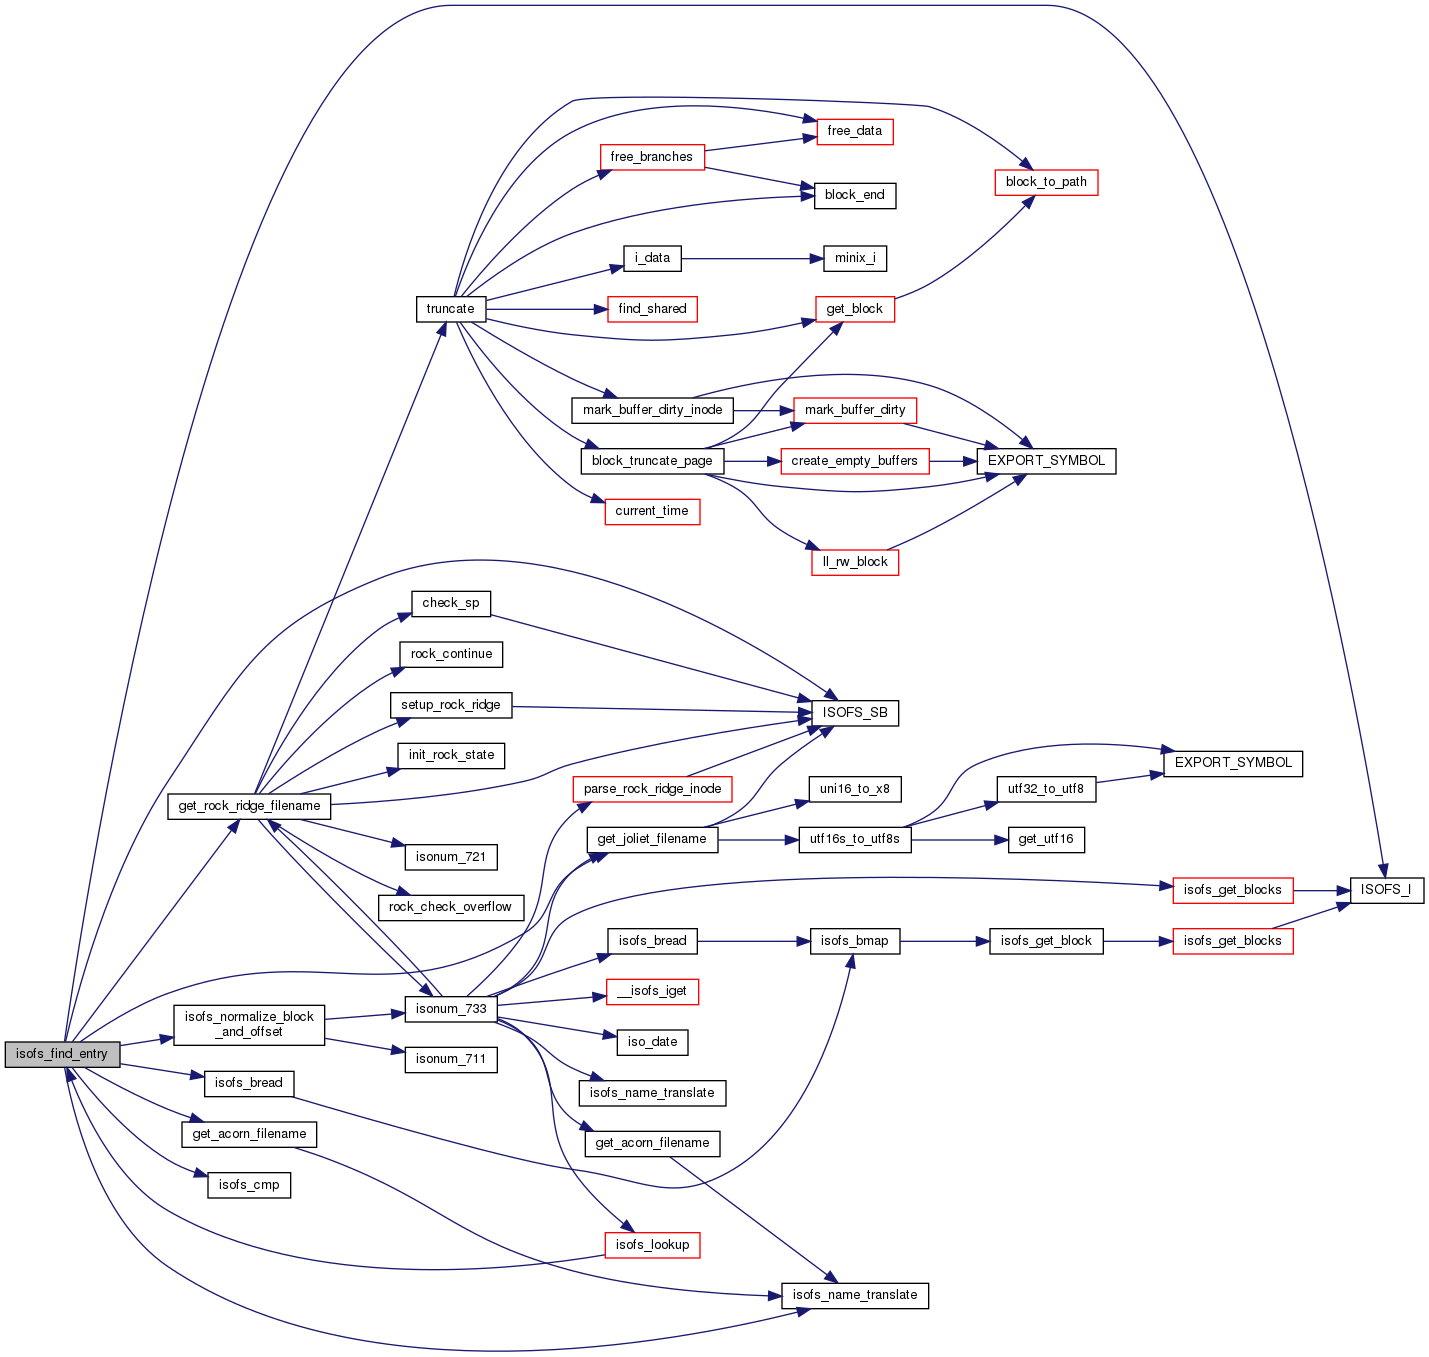 free_data
free_branches
block_to_path
block_end
i_data
minix_i
truncate
find_shared
get_block
mark_buffer_dirty_inode
mark_buffer_dirty
block_truncate_page
create_empty_buffers
EXPORT_SYMBOL
current_time
ll_rw_block
check_sp
rock_continue
setup_rock_ridge
ISOFS_SB
init_rock_state
EXPORT_SYMBOL
get_rock_ridge_filename
parse_rock_ridge_inode
uni16_to_x8
utf32_to_utf8
get_joliet_filename
utf16s_to_utf8s
get_utf16
isonum_721
isofs_get_blocks
ISOFS_I
rock_check_overflow
isofs_bread
isofs_bmap
isofs_get_block
isofs_get_blocks
__isofs_iget
isonum_733
isofs_normalize_block
_and_offset
iso_date
isofs_find_entry
isonum_711
isofs_bread
isofs_name_translate
get_acorn_filename
get_acorn_filename
isofs_cmp
isofs_lookup
isofs_name_translate